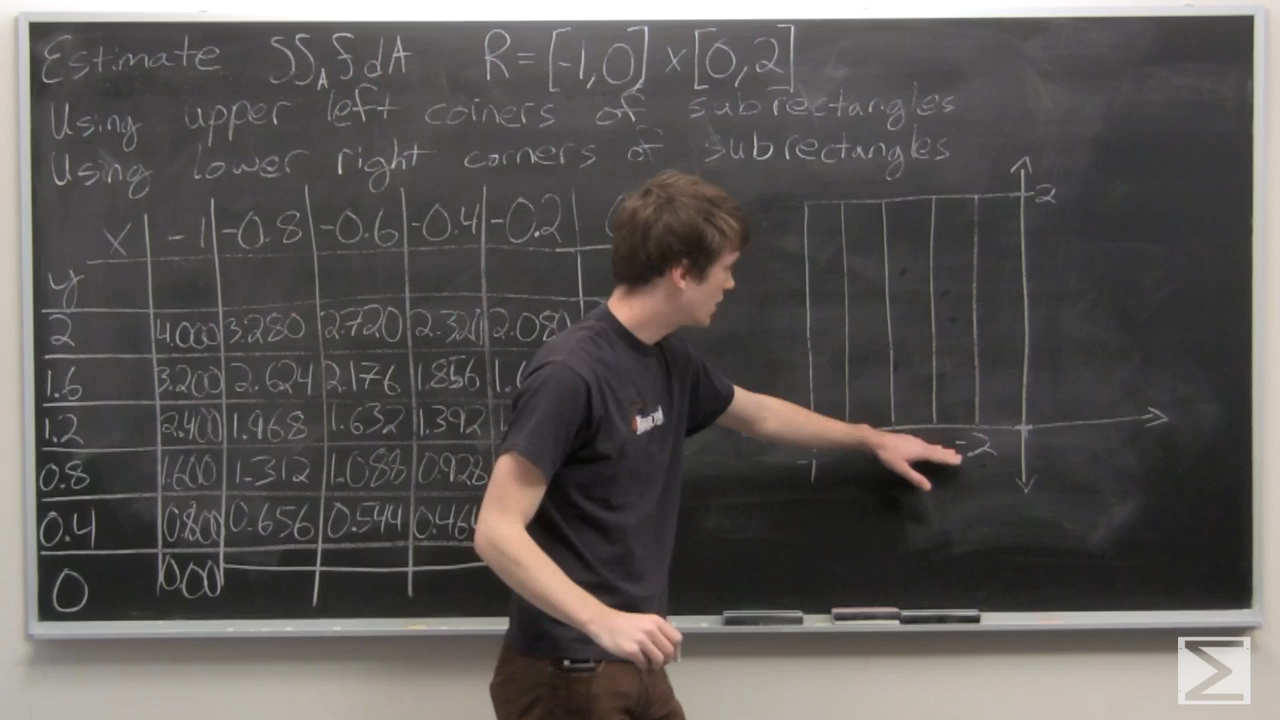 Estimate ∫∫_A f dA R = [-1,0] × [0,2]
Using upper left corners of subrectangles
Using lower right corners of subrectangles
x -1 -0.8 -0.6 -0.4 -0.2
y
2 4.000 3.280 2.720 2.320 2.080
1.6 3.200 2.624 2.176 1.856
1.2 2.400 1.968 1.632 1.392
0.8 1.600 1.312 1.088 0.928
0.4 0.800 0.656 0.544 0.464
0 0.00
2
-.2
-1
Σ